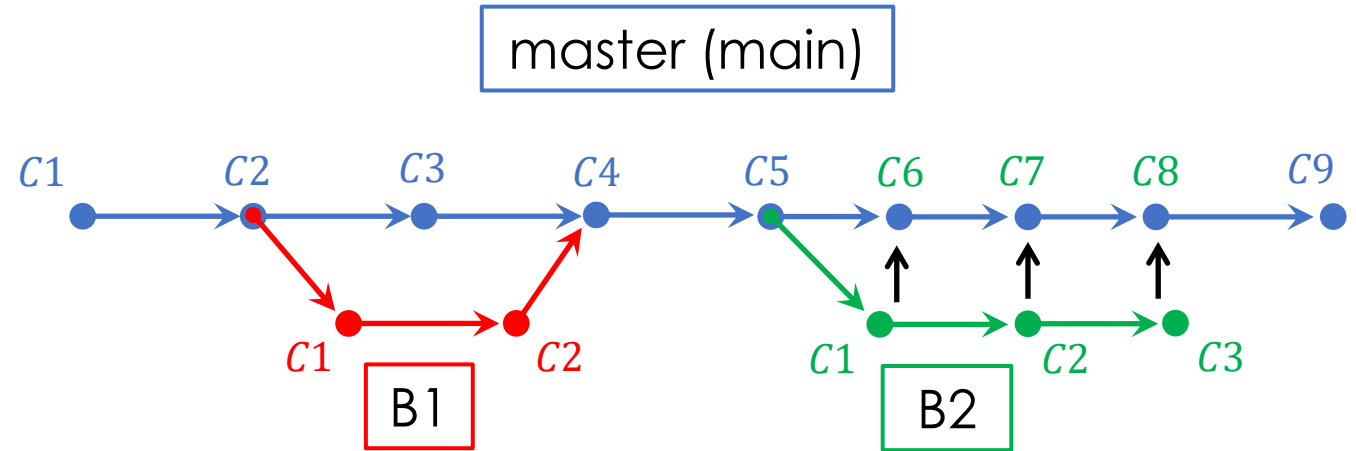 master (main)
C1 C2 C3 C4 C5 C6 C7 C8 C9
C1 C2 C1 C2 C3
B1 B2